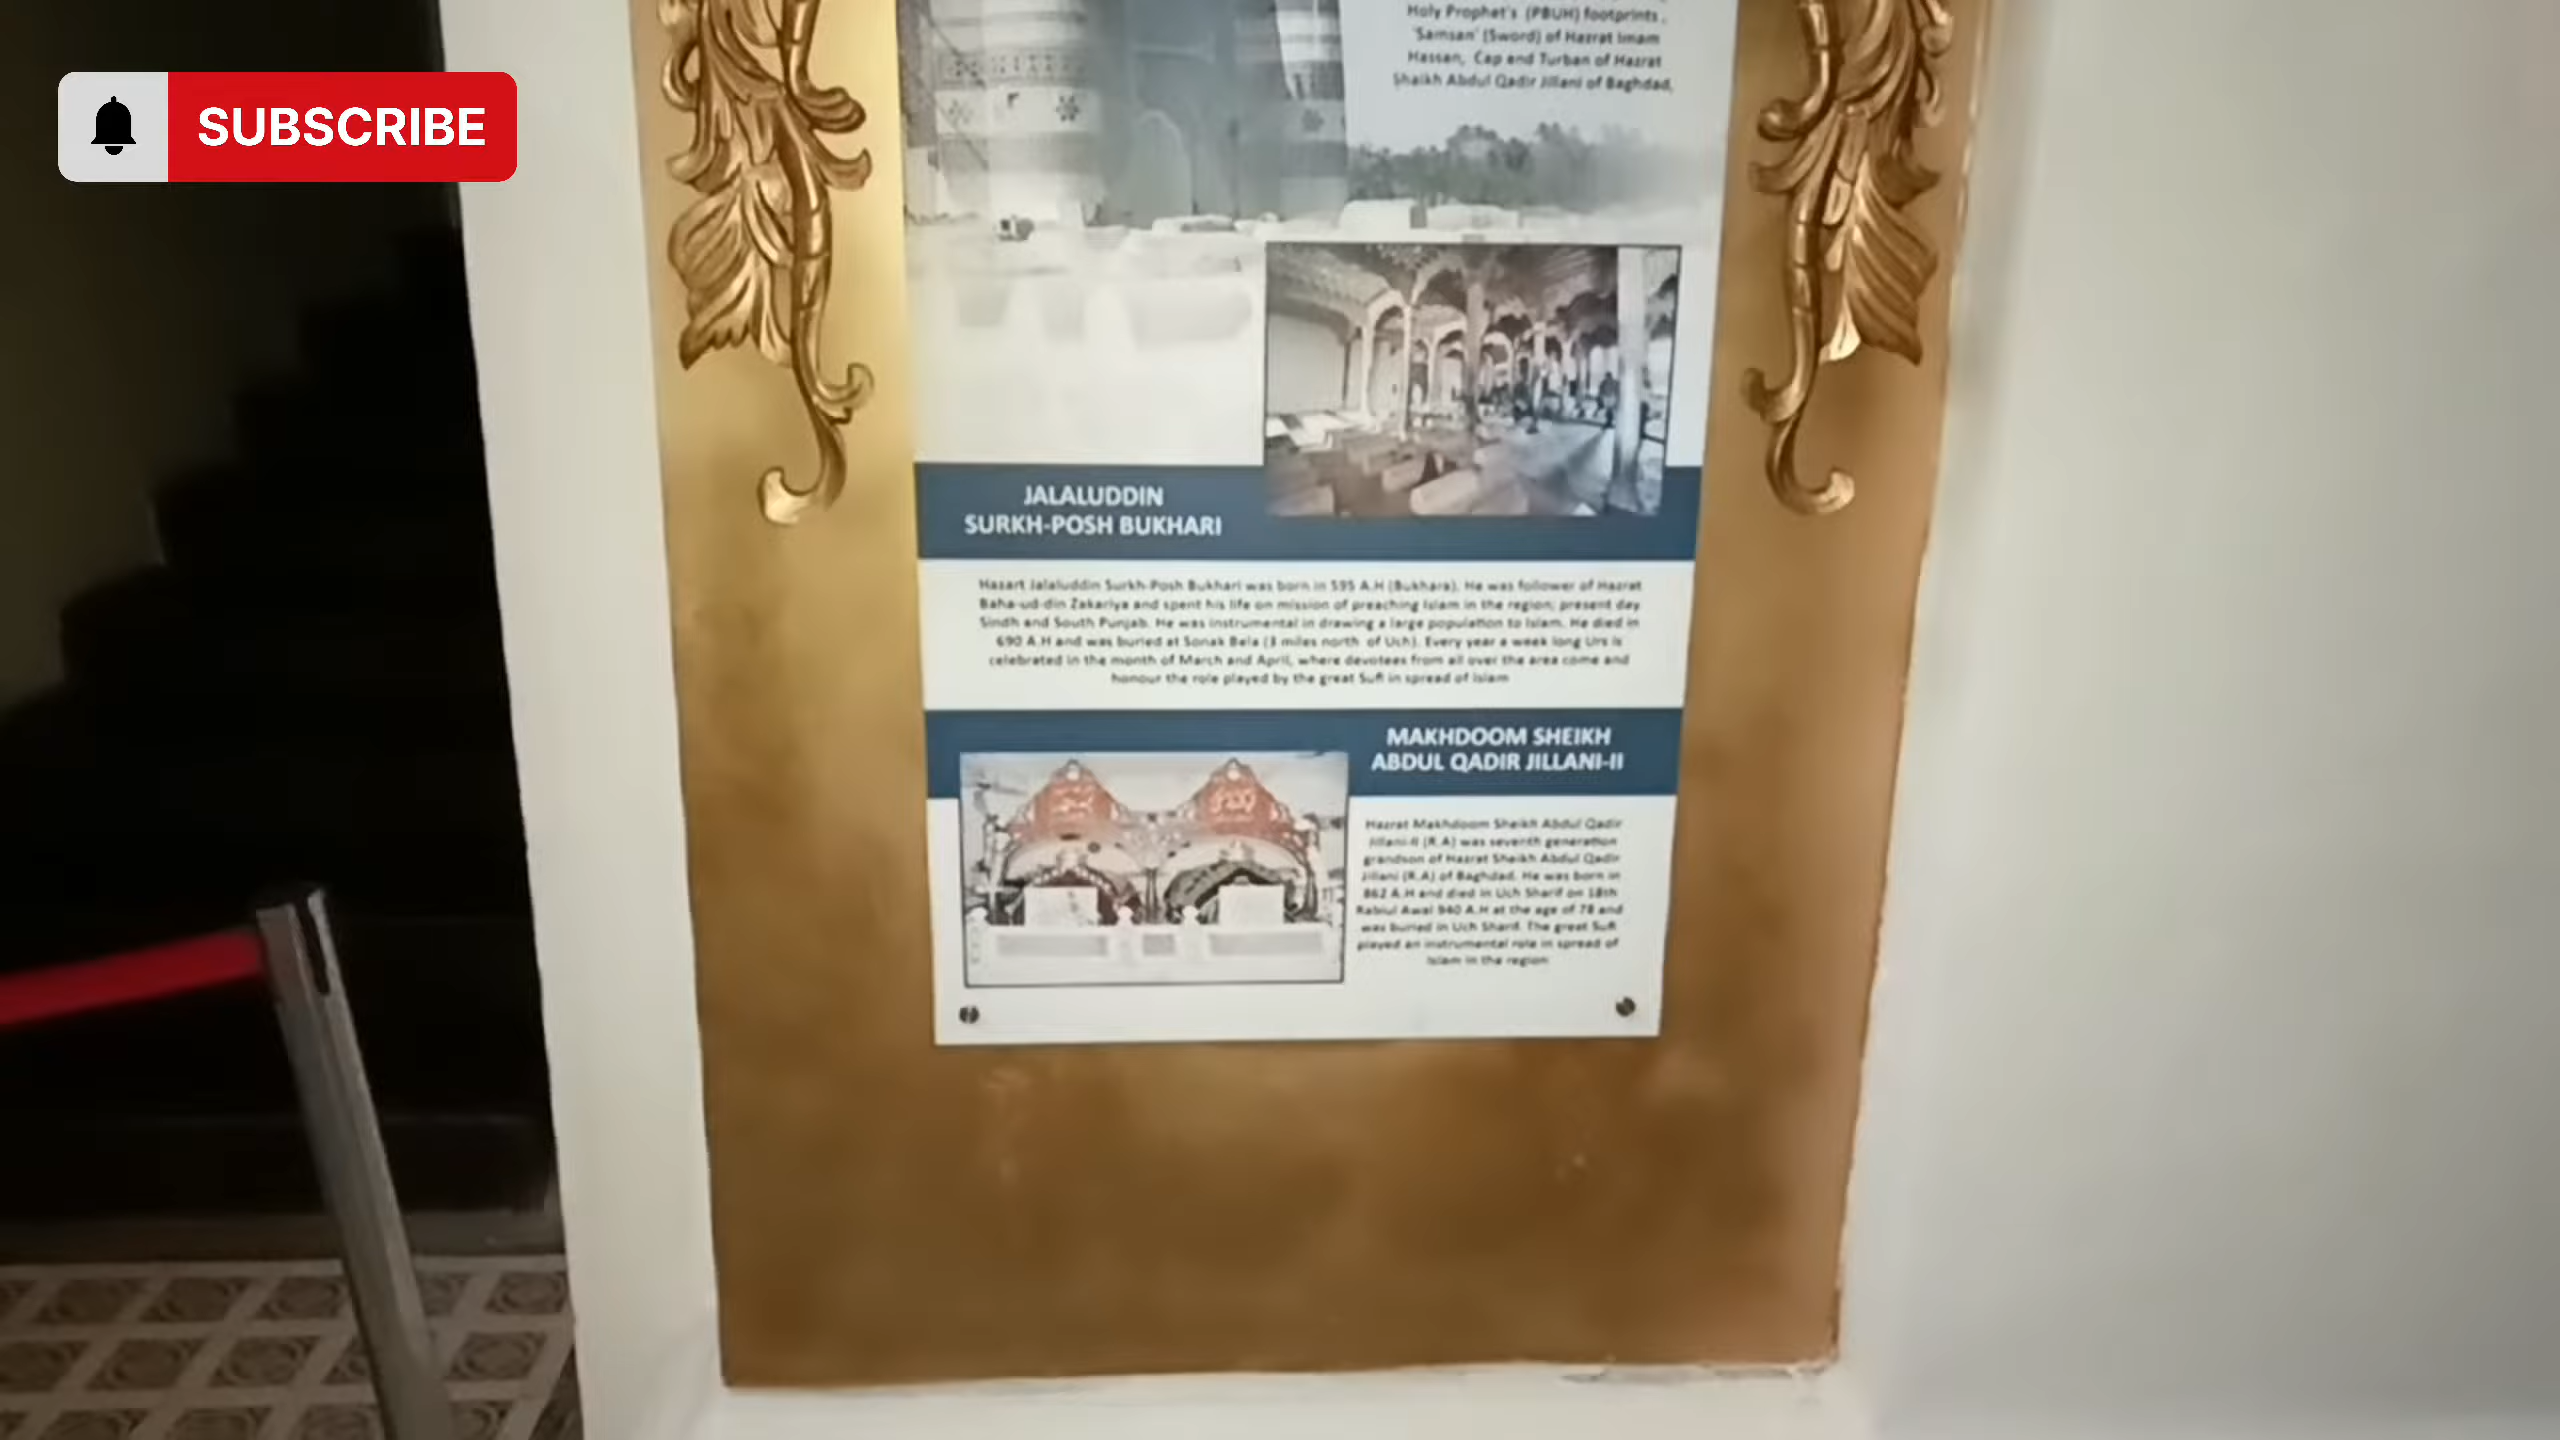 SUBSCRIBE
Holy Prophet's (PBUH) footprints,
'Samsan' (Sword) of Hazrat Imam
Hassan, Cap and Turban of Hazrat
Shaikh Abdul Qadir Jillani of Baghdad,
JALALUDDIN
SURKH-POSH BUKHARI
Hazart Jalaluddin Surkh-Posh Bukhari was born in 595 A.H (Bukhara). He was follower of Hazrat
Baha-ud-din Zakariya and spent his life on mission of preaching Islam in the region; present day
Sindh and South Punjab. He was instrumental in drawing a large population to Islam. He died in
690 A.H and was buried at Sonak Bela (3 miles north of Uch). Every year a week long Urs is
celebrated in the month of March and April, where devotees from all over the area come and
honour the role played by the great Sufi in spread of Islam
MAKHDOOM SHEIKH
ABDUL QADIR JILLANI-II
Hazrat Makhdoom Sheikh Abdul Qadir
Jillani-II (R.A) was seventh generation
grandson of Hazrat Sheikh Abdul Qadir
Jillani (R.A) of Baghdad. He was born in
862 A.H and died in Uch Sharif on 18th
Rabiul Awal 940 A.H at the age of 78 and
was buried in Uch Sharif. The great Sufi
played an instrumental role in spread of
Islam in the region